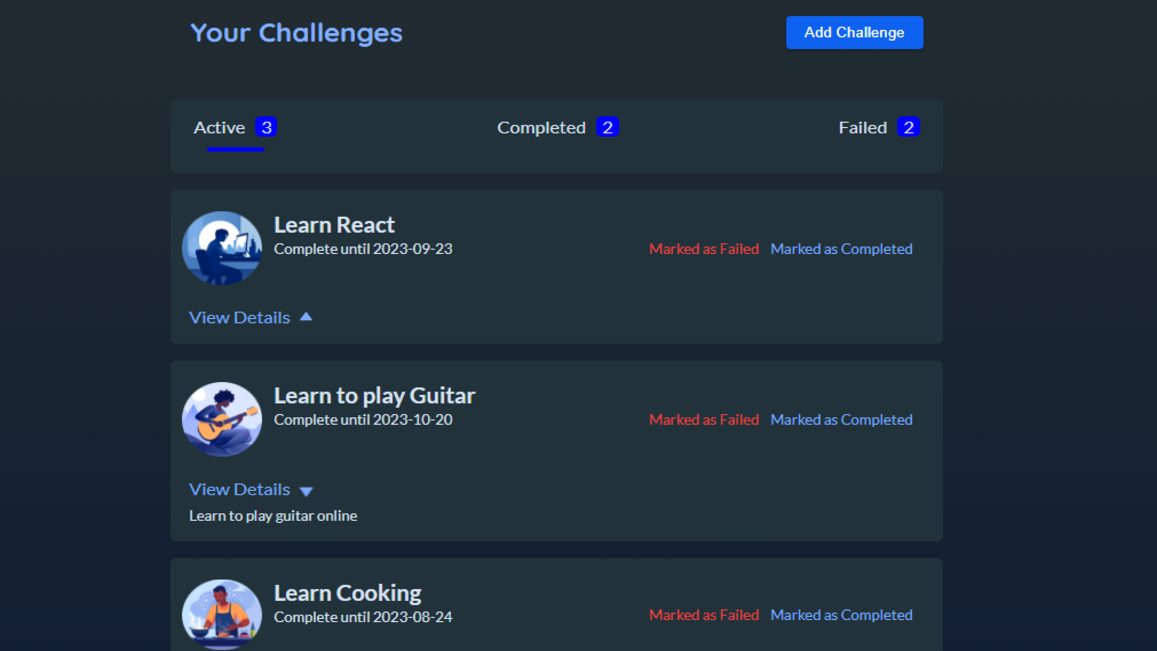 Your Challenges Add Challenge
Active 3 Completed 2 Failed 2
Learn React
Complete until 2023-09-23 Marked as Failed Marked as Completed
View Details
Learn to play Guitar
Complete until 2023-10-20 Marked as Failed Marked as Completed
View Details
Learn to play guitar online
Learn Cooking
Complete until 2023-08-24 Marked as Failed Marked as Completed